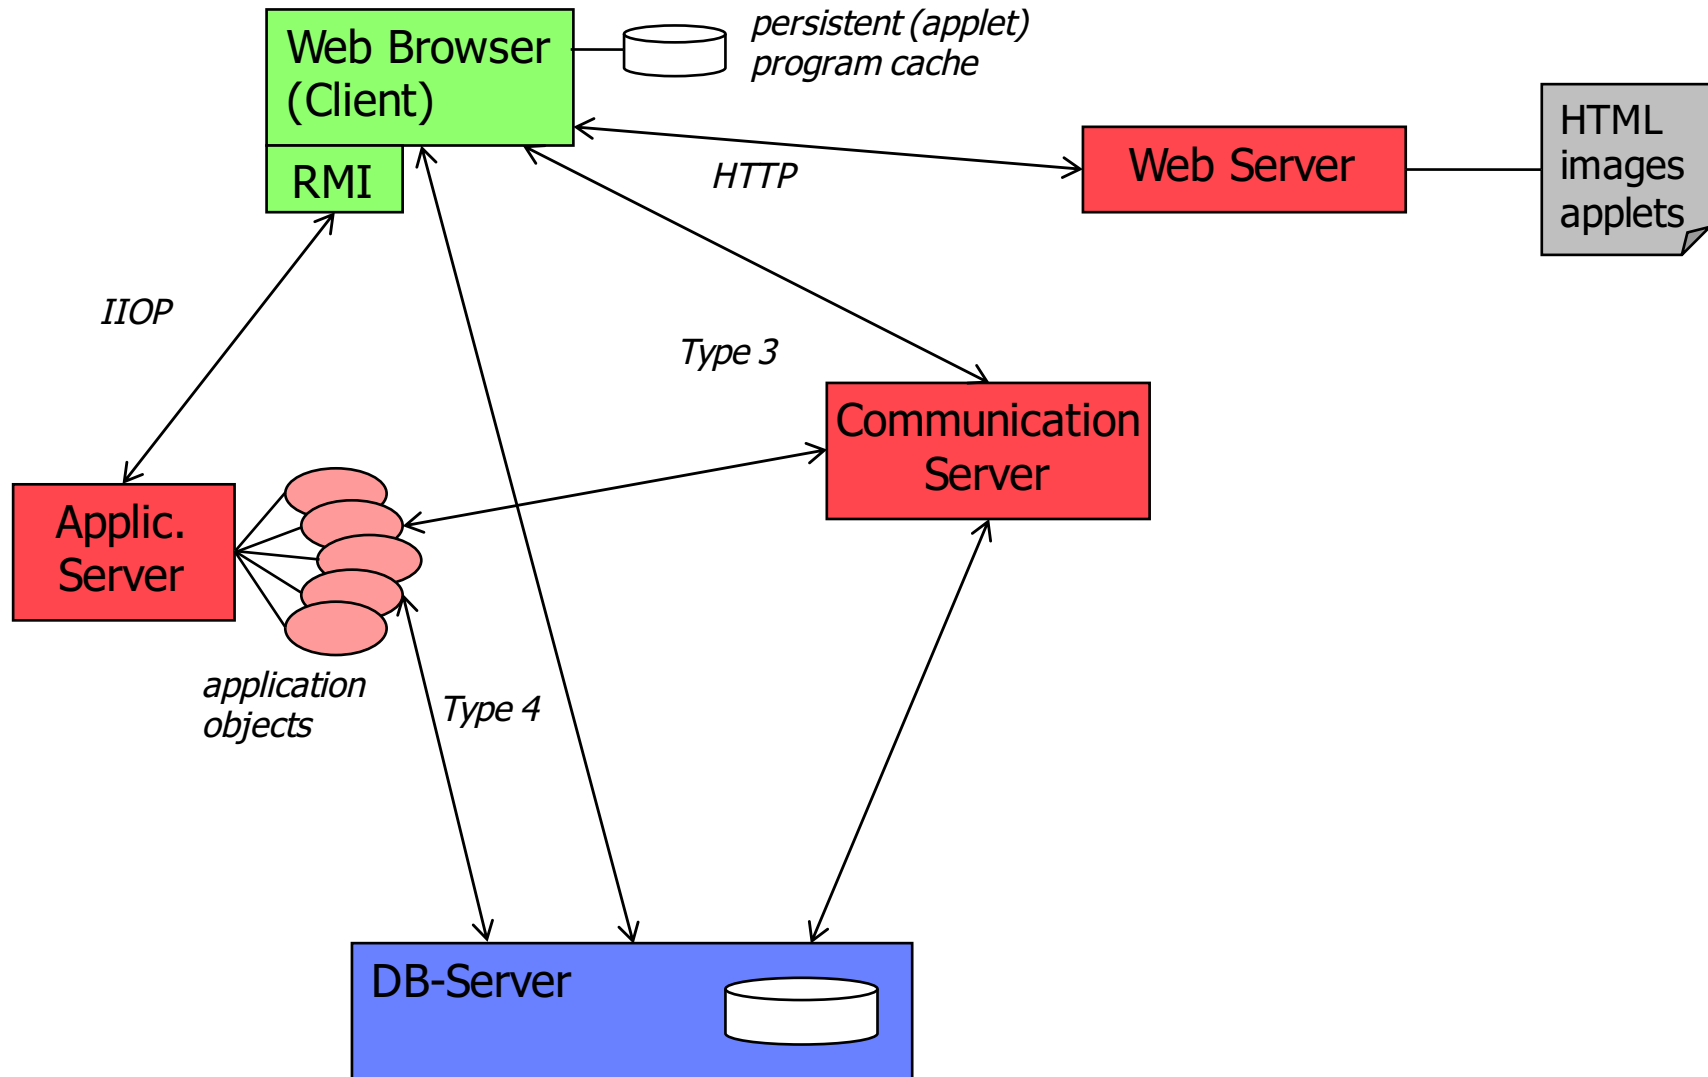 Web Browser
(Client)
persistent (applet)
program cache
RMI
HTTP
Web Server
HTML
images
applets
IIOP
Type 3
Communication
Server
Applic.
Server
application
objects
Type 4
DB-Server